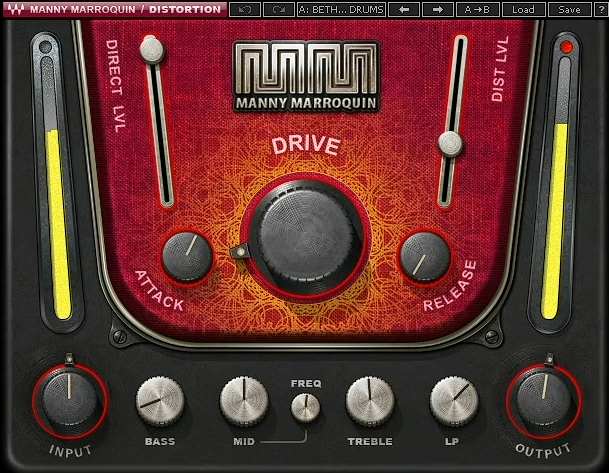 MANNY MARROQUIN / DISTORTION
A: BETH... DRUMS
A→B
Load
Save
?
DIRECT LVL
MANNY MARROQUIN
DIST LVL
DRIVE
ATTACK
RELEASE
FREQ
INPUT
BASS
MID
TREBLE
LP
OUTPUT